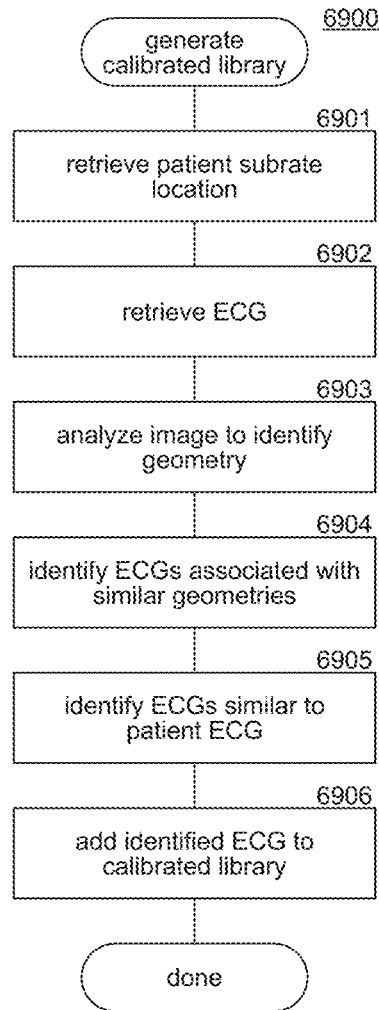 6900
generate
calibrated library
6901
retrieve patient subrate
location
6902
retrieve ECG
6903
analyze image to identify
geometry
6904
identify ECGs associated with
similar geometries
6905
identify ECGs similar to
patient ECG
6906
add identified ECG to
calibrated library
done